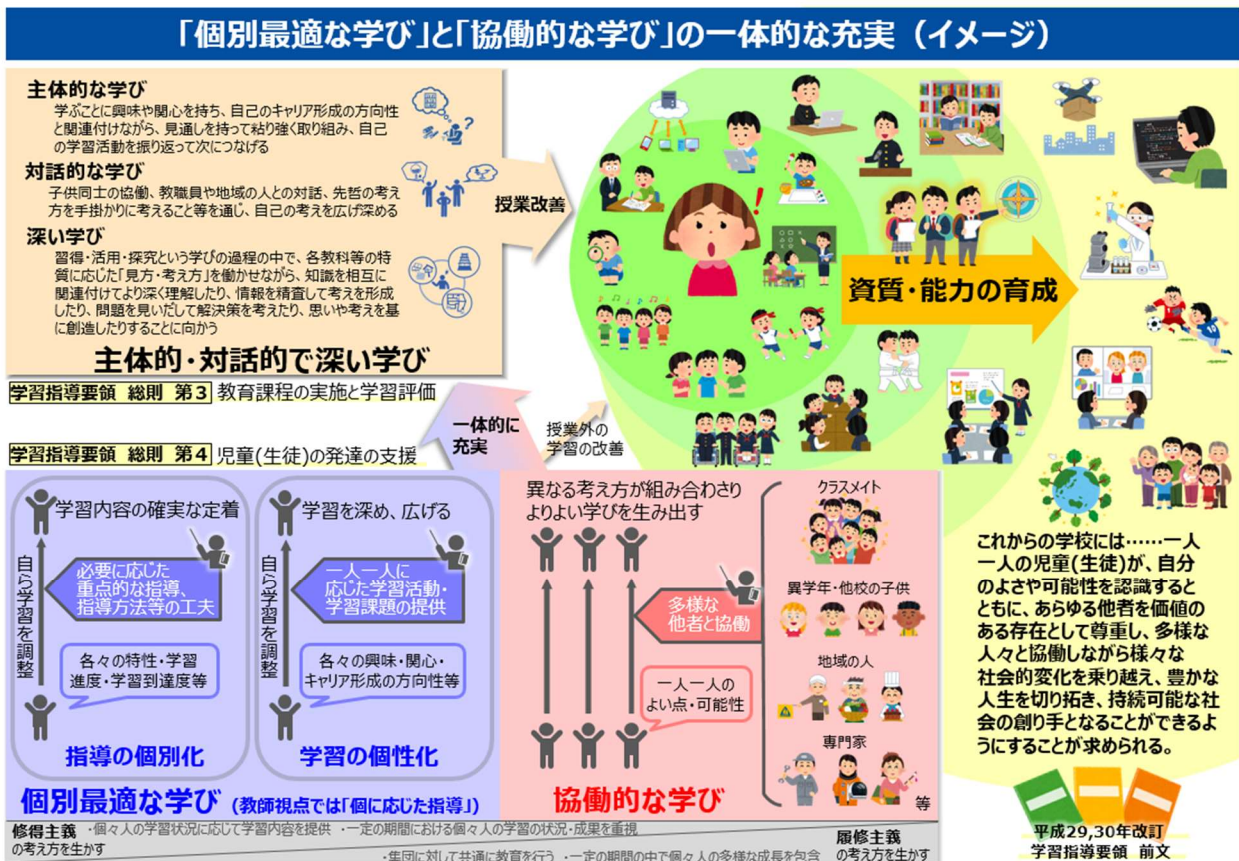 「個別最適な学び」と「協働的な学び」の一体的な充実（イメージ）
主体的な学び
学ぶことに興味や関心を持ち、自己のキャリア形成の方向性
と関連付けながら、見通しを持って粘り強く取り組み、自己
の学習活動を振り返って次につなげる
対話的な学び
子供同士の協働、教職員や地域の人との対話、先哲の考え
方を手掛かりに考えること等を通じ、自己の考えを広げ深める
深い学び
習得・活用・探究という学びの過程の中で、各教科等の特
質に応じた「見方・考え方」を働かせながら、知識を相互に
関連付けてより深く理解したり、情報を精査して考えを形成
したり、問題を見いだして解決策を考えたり、思いや考えを基
に創造したりすることに向かう
主体的・対話的で深い学び
授業改善
資質・能力の育成
学習指導要領 総則 第3 教育課程の実施と学習評価
一体的に
充実
授業外の
学習の改善
学習指導要領 総則 第4 児童(生徒)の発達の支援
学習内容の確実な定着
自ら学習を調整
必要に応じた
重点的な指導、
指導方法等の工夫
各々の特性・学習
進度・学習到達度等
指導の個別化
学習を深め、広げる
自ら学習を調整
一人一人に
応じた学習活動・
学習課題の提供
各々の興味・関心・
キャリア形成の方向性等
学習の個性化
個別最適な学び (教師視点では「個に応じた指導」)
異なる考え方が組み合わさり
よりよい学びを生み出す
多様な
他者と協働
一人一人の
よい点・可能性
クラスメイト
異学年・他校の子供
地域の人
専門家
等
協働的な学び
修得主義
の考え方を生かす
・個々人の学習状況に応じて学習内容を提供 ・一定の期間における個々人の学習の状況・成果を重視
・集団に対して共通に教育を行う ・一定の期間の中で個々人の多様な成長を包含
履修主義
の考え方を生かす
これからの学校には……一人
一人の児童(生徒)が、自分
のよさや可能性を認識すると
ともに、あらゆる他者を価値の
ある存在として尊重し、多様な
人々と協働しながら様々な
社会的変化を乗り越え、豊かな
人生を切り拓き、持続可能な社
会の創り手となることができるよ
うにすることが求められる。
平成29,30年改訂
学習指導要領 前文